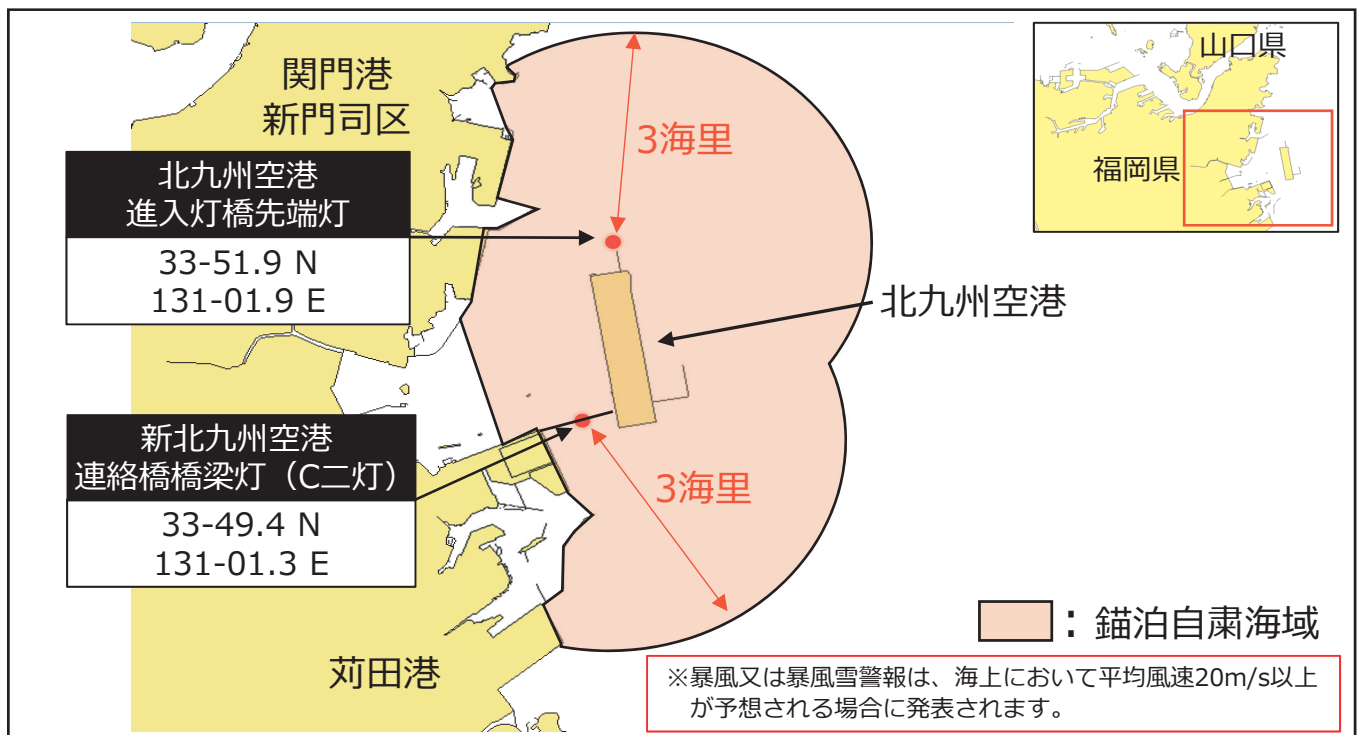 関門港
新門司区
3海里
山口県
福岡県
北九州空港
進入灯橋先端灯
33-51.9 N
131-01.9 E
北九州空港
新北九州空港
連絡橋橋梁灯（C二灯）
33-49.4 N
131-01.3 E
3海里
苅田港
：錨泊自粛海域
※暴風又は暴風雪警報は、海上において平均風速20m/s以上
が予想される場合に発表されます。